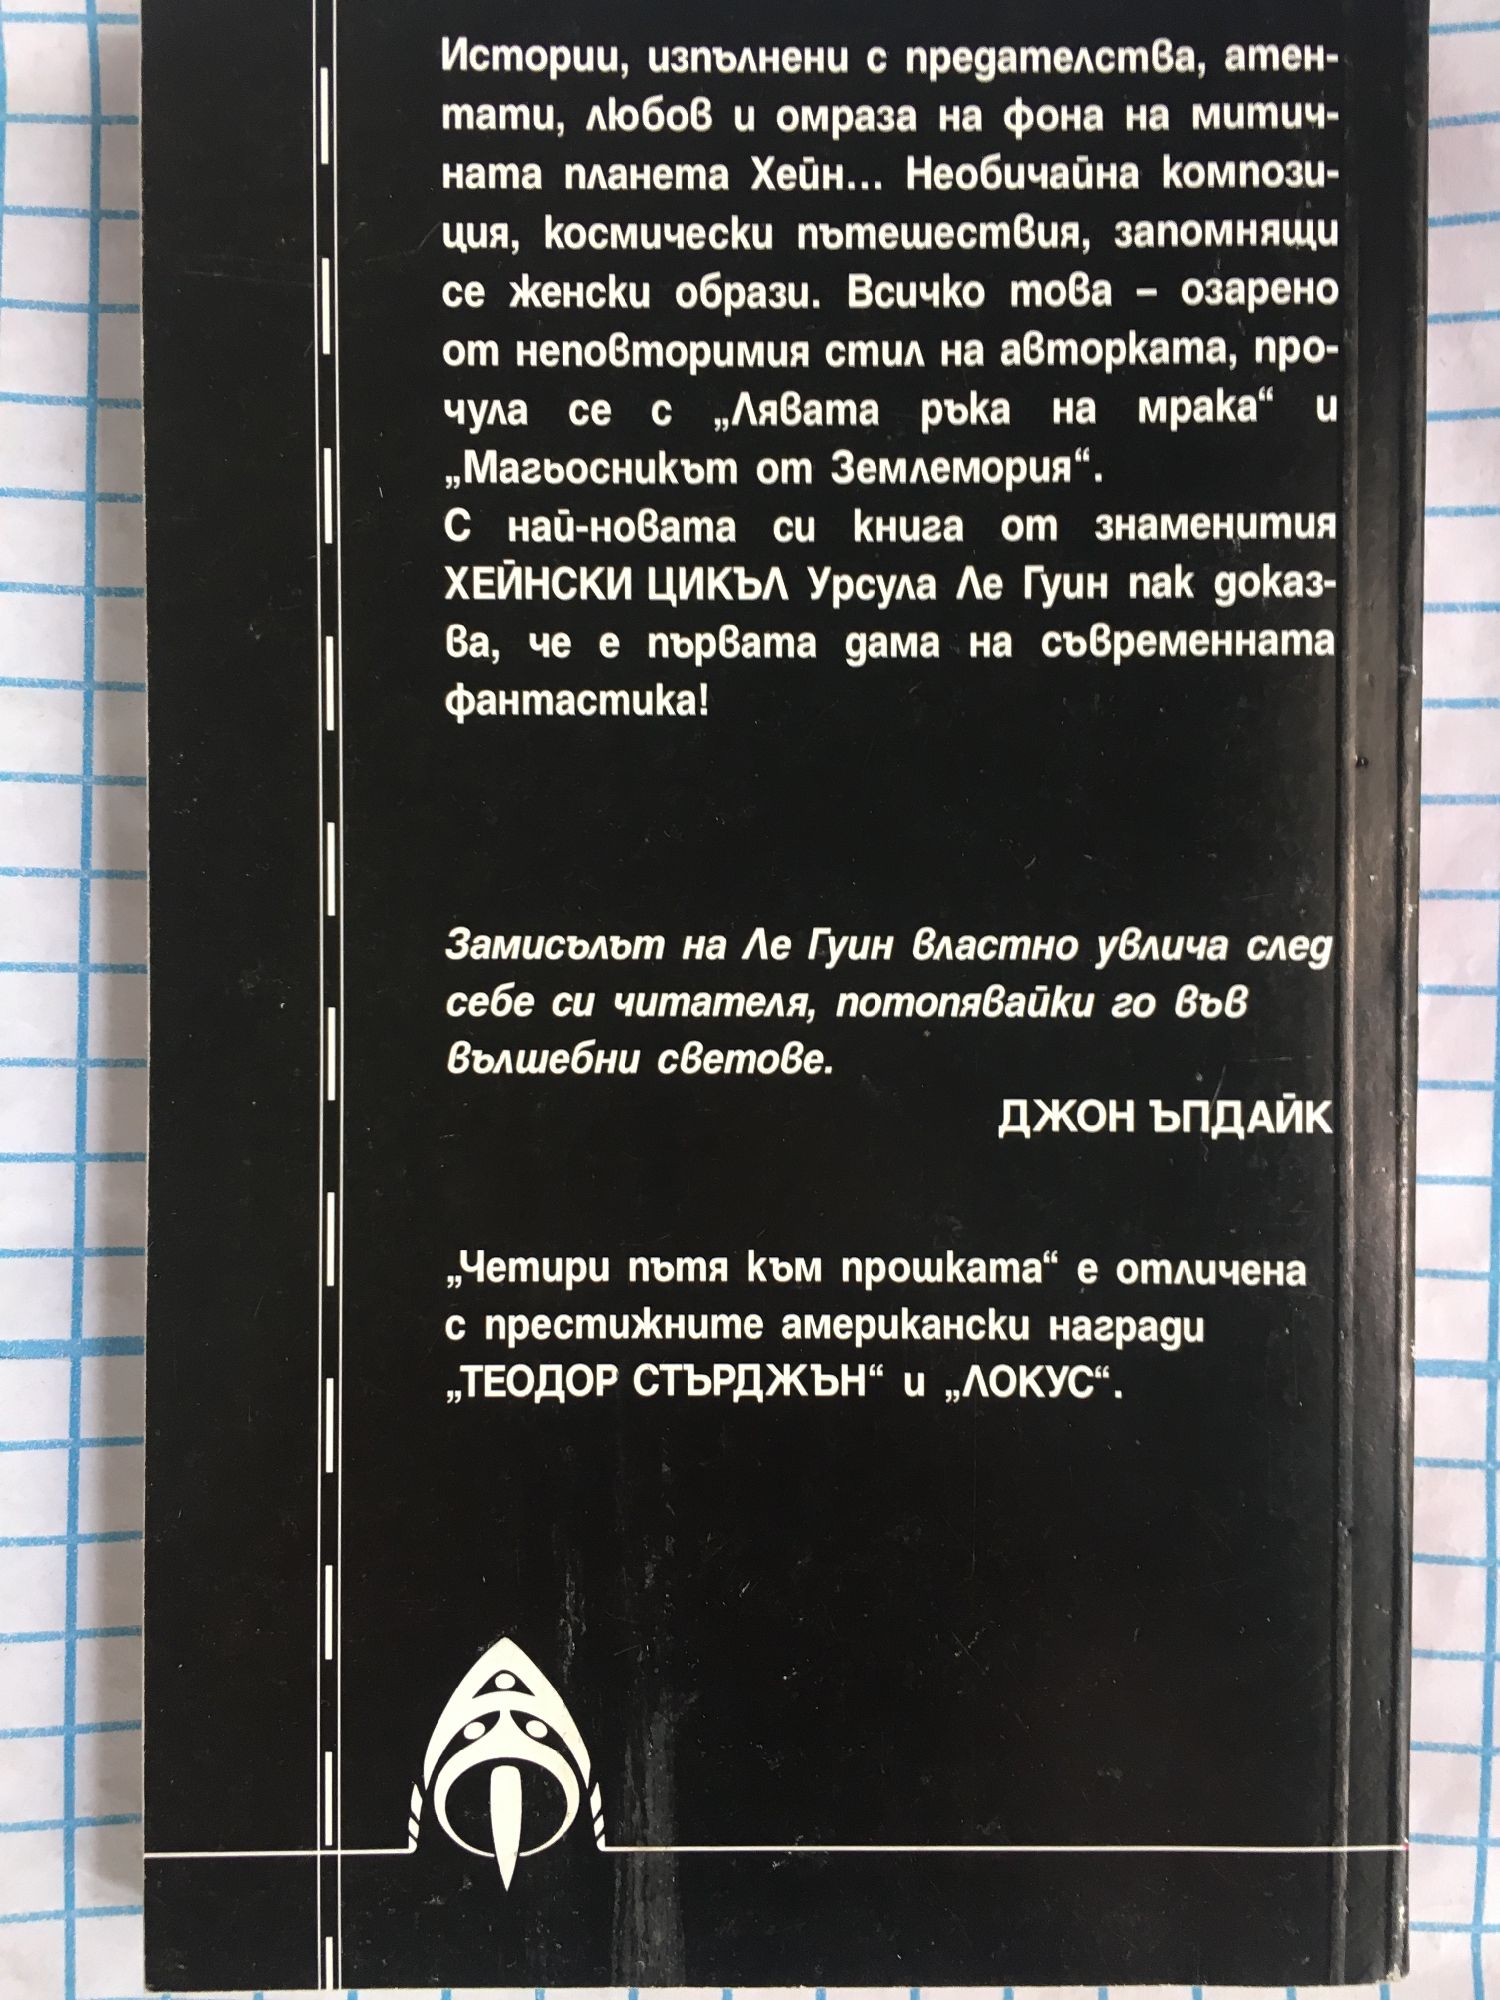 Истории, изпълнени с предателства, атен-
тати, любов и омраза на фона на митич-
ната планета Хейн... Необичайна компози-
ция, космически пътешествия, запомнящи
се женски образи. Всичко това – озарено
от неповторимия стил на авторката, про-
чула се с „Лявата ръка на мрака“ и
„Магьосникът от Землемория“.
С най-новата си книга от знаменития
ХЕЙНСКИ ЦИКЪЛ Урсула Ле Гуин пак доказ-
ва, че е първата дама на съвременната
фантастика!
Замисълът на Ле Гуин властно увлича след
себе си читателя, потопявайки го във
вълшебни светове.
ДЖОН ЪПДАЙК
„Четири пътя към прошката“ е отличена
с престижните американски награди
„ТЕОДОР СТЪРДЖЪН“ и „ЛОКУС“.